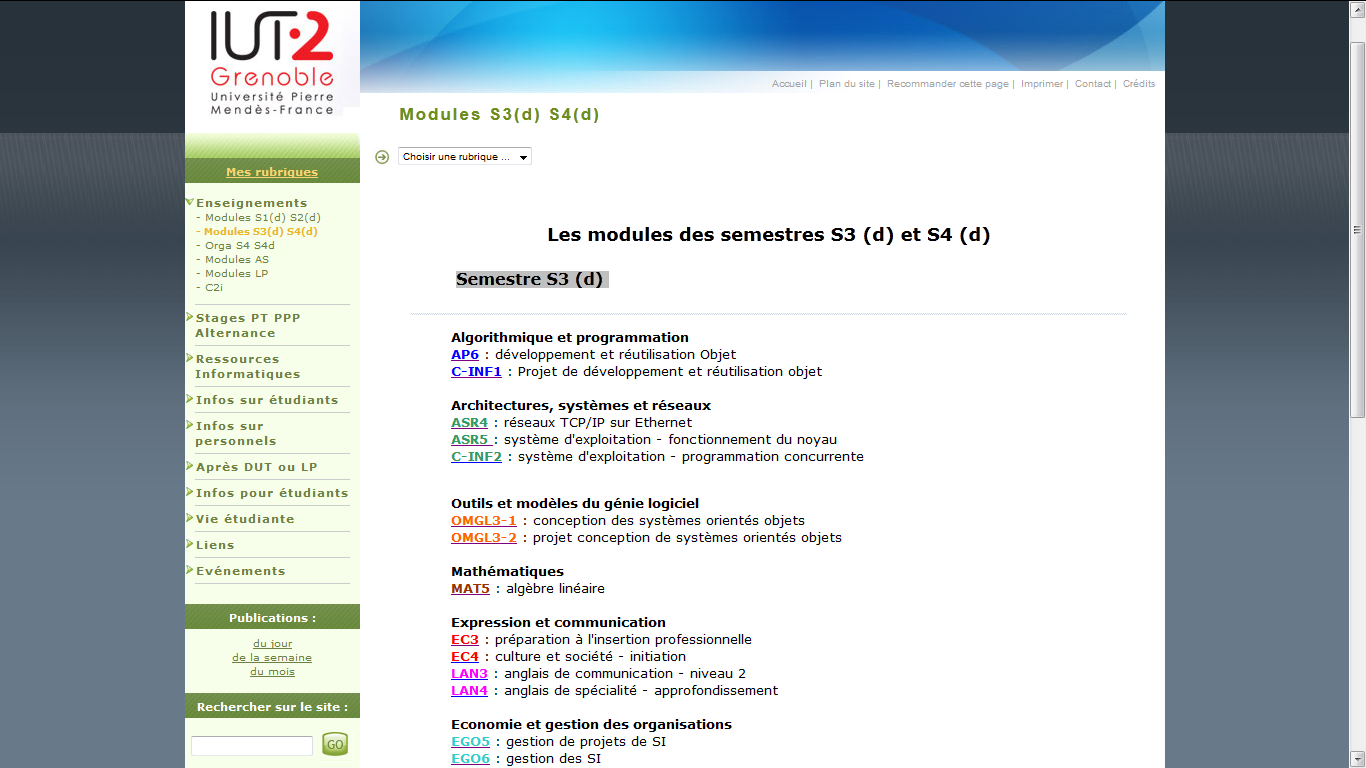 IUT·2
Grenoble
Université Pierre
Mendès-France
Accueil | Plan du site | Recommander cette page | Imprimer | Contact | Crédits
Modules S3(d) S4(d)
Choisir une rubrique ...
Mes rubriques
Enseignements
- Modules S1(d) S2(d)
- Modules S3(d) S4(d)
- Orga S4 S4d
- Modules AS
- Modules LP
- C2i
Stages PT PPP
Alternance
Ressources
Informatiques
Infos sur étudiants
Infos sur
personnels
Après DUT ou LP
Infos pour étudiants
Vie étudiante
Liens
Evénements
Publications :
du jour
de la semaine
du mois
Rechercher sur le site :
GO
Les modules des semestres S3 (d) et S4 (d)
Semestre S3 (d)
Algorithmique et programmation
AP6 : développement et réutilisation Objet
C-INF1 : Projet de développement et réutilisation objet
Architectures, systèmes et réseaux
ASR4 : réseaux TCP/IP sur Ethernet
ASR5 : système d'exploitation - fonctionnement du noyau
C-INF2 : système d'exploitation - programmation concurrente
Outils et modèles du génie logiciel
OMGL3-1 : conception des systèmes orientés objets
OMGL3-2 : projet conception de systèmes orientés objets
Mathématiques
MAT5 : algèbre linéaire
Expression et communication
EC3 : préparation à l'insertion professionnelle
EC4 : culture et société - initiation
LAN3 : anglais de communication - niveau 2
LAN4 : anglais de spécialité - approfondissement
Economie et gestion des organisations
EGO5 : gestion de projets de SI
EGO6 : gestion des SI